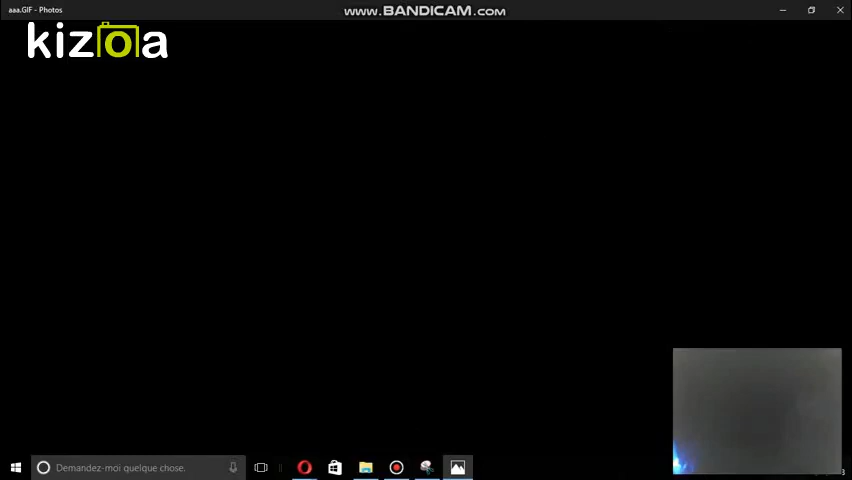 aaa.GIF - Photos
www.BANDICAM.com
kizoa
Demandez-moi quelque chose.